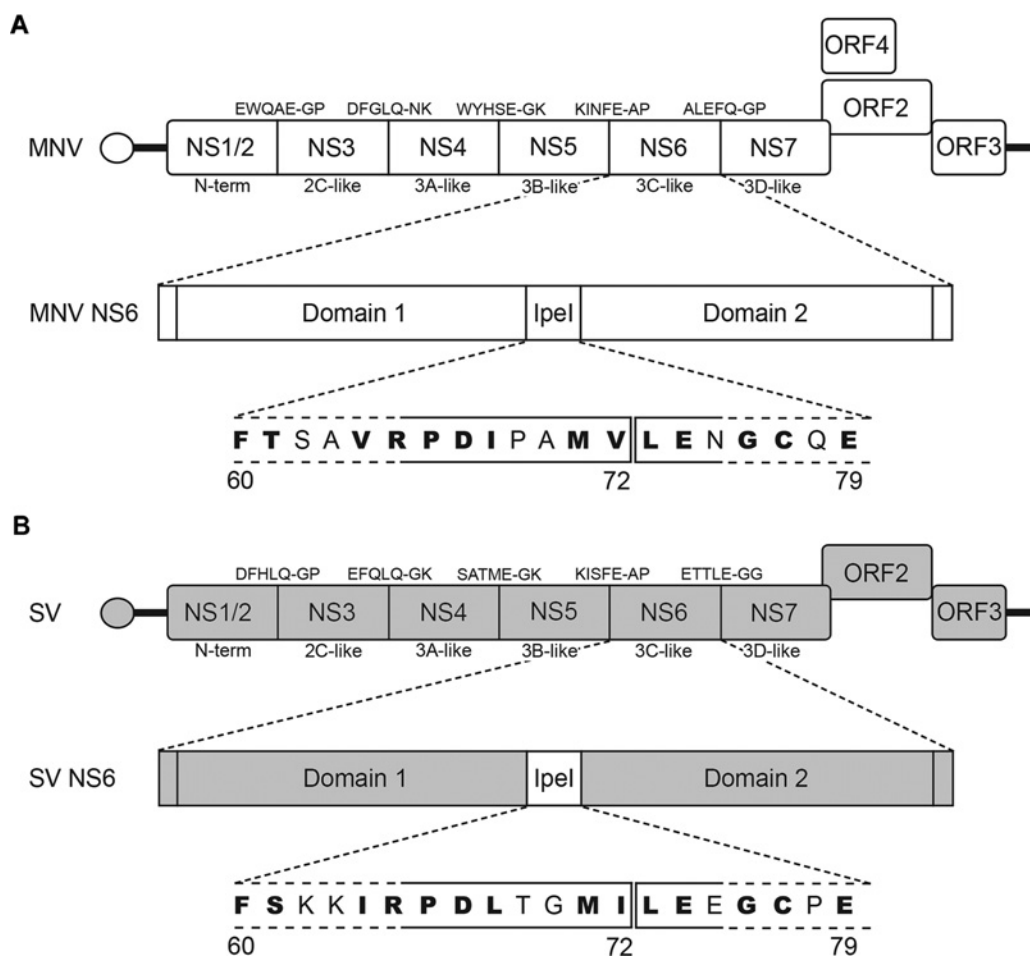 A
ORF4
EWQAE-GP DFGLQ-NK WYHSE-GK KINFE-AP ALEFQ-GP
ORF2
MNV NS1/2 NS3 NS4 NS5 NS6 NS7 ORF3
N-term 2C-like 3A-like 3B-like 3C-like 3D-like
MNV NS6 Domain 1 IpeI Domain 2
F T S A V R P D I P A M V L E N G C Q E
60 72 79
B
DFHLQ-GP EFQLQ-GK SATME-GK KISFE-AP ETTLE-GG
ORF2
SV NS1/2 NS3 NS4 NS5 NS6 NS7 ORF3
N-term 2C-like 3A-like 3B-like 3C-like 3D-like
SV NS6 Domain 1 IpeI Domain 2
F S K K I R P D L T G M I L E E G C P E
60 72 79